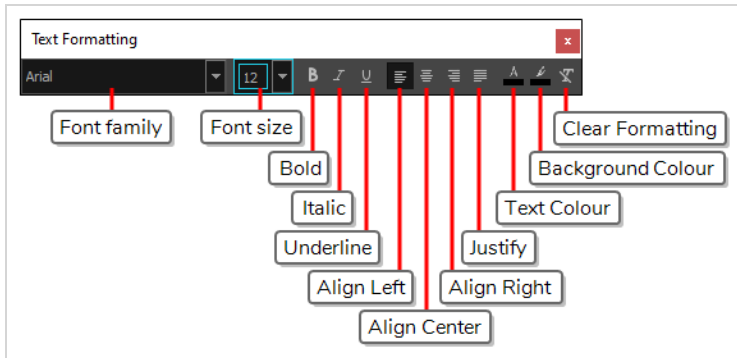 Text Formatting
x
Arial
12
B I U
A
Font family
Font size
Clear Formatting
Bold
Background Colour
Italic
Text Colour
Underline
Justify
Align Left
Align Right
Align Center